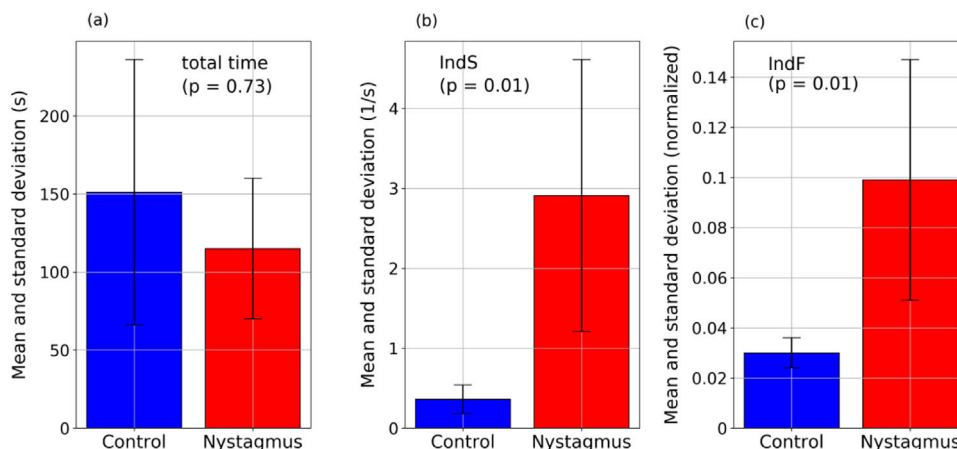 (a)
Mean and standard deviation (s)
200
150
100
50
0
total time
(p = 0.73)
Control Nystagmus
(b)
Mean and standard deviation (1/s)
4
3
2
1
0
IndS
(p = 0.01)
Control Nystagmus
(c)
Mean and standard deviation (normalized)
0.14
0.12
0.1
0.08
0.06
0.04
0.02
0
IndF
(p = 0.01)
Control Nystagmus